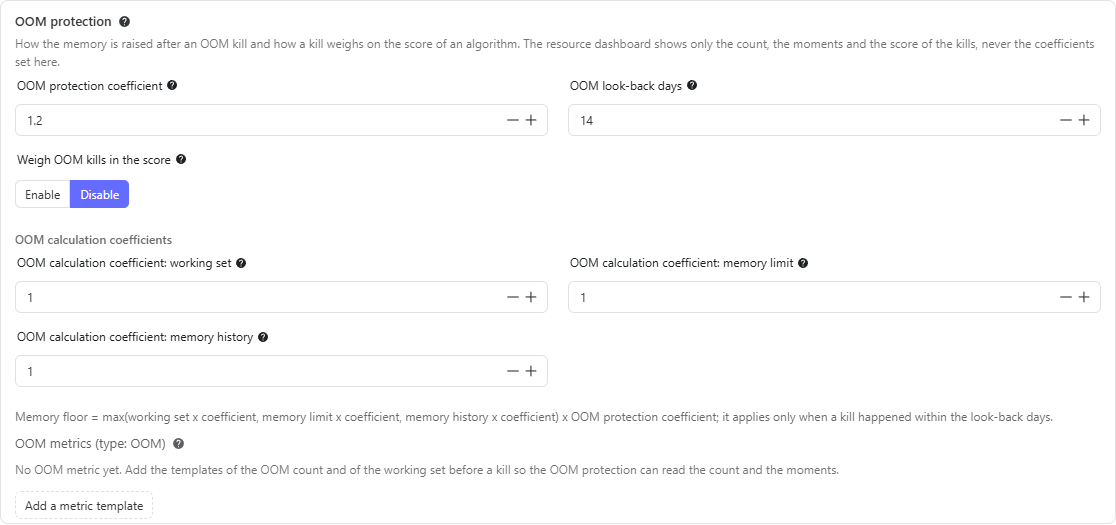 OOM protection
How the memory is raised after an OOM kill and how a kill weighs on the score of an algorithm. The resource dashboard shows only the count, the moments and the score of the kills, never the coefficients
set here.
OOM protection coefficient
OOM look-back days
1.2
14
Weigh OOM kills in the score
Enable
Disable
OOM calculation coefficients
OOM calculation coefficient: working set
OOM calculation coefficient: memory limit
1
1
OOM calculation coefficient: memory history
1
Memory floor = max(working set x coefficient, memory limit x coefficient, memory history x coefficient) x OOM protection coefficient; it applies only when a kill happened within the look-back days.
OOM metrics (type: OOM)
No OOM metric yet. Add the templates of the OOM count and of the working set before a kill so the OOM protection can read the count and the moments.
Add a metric template